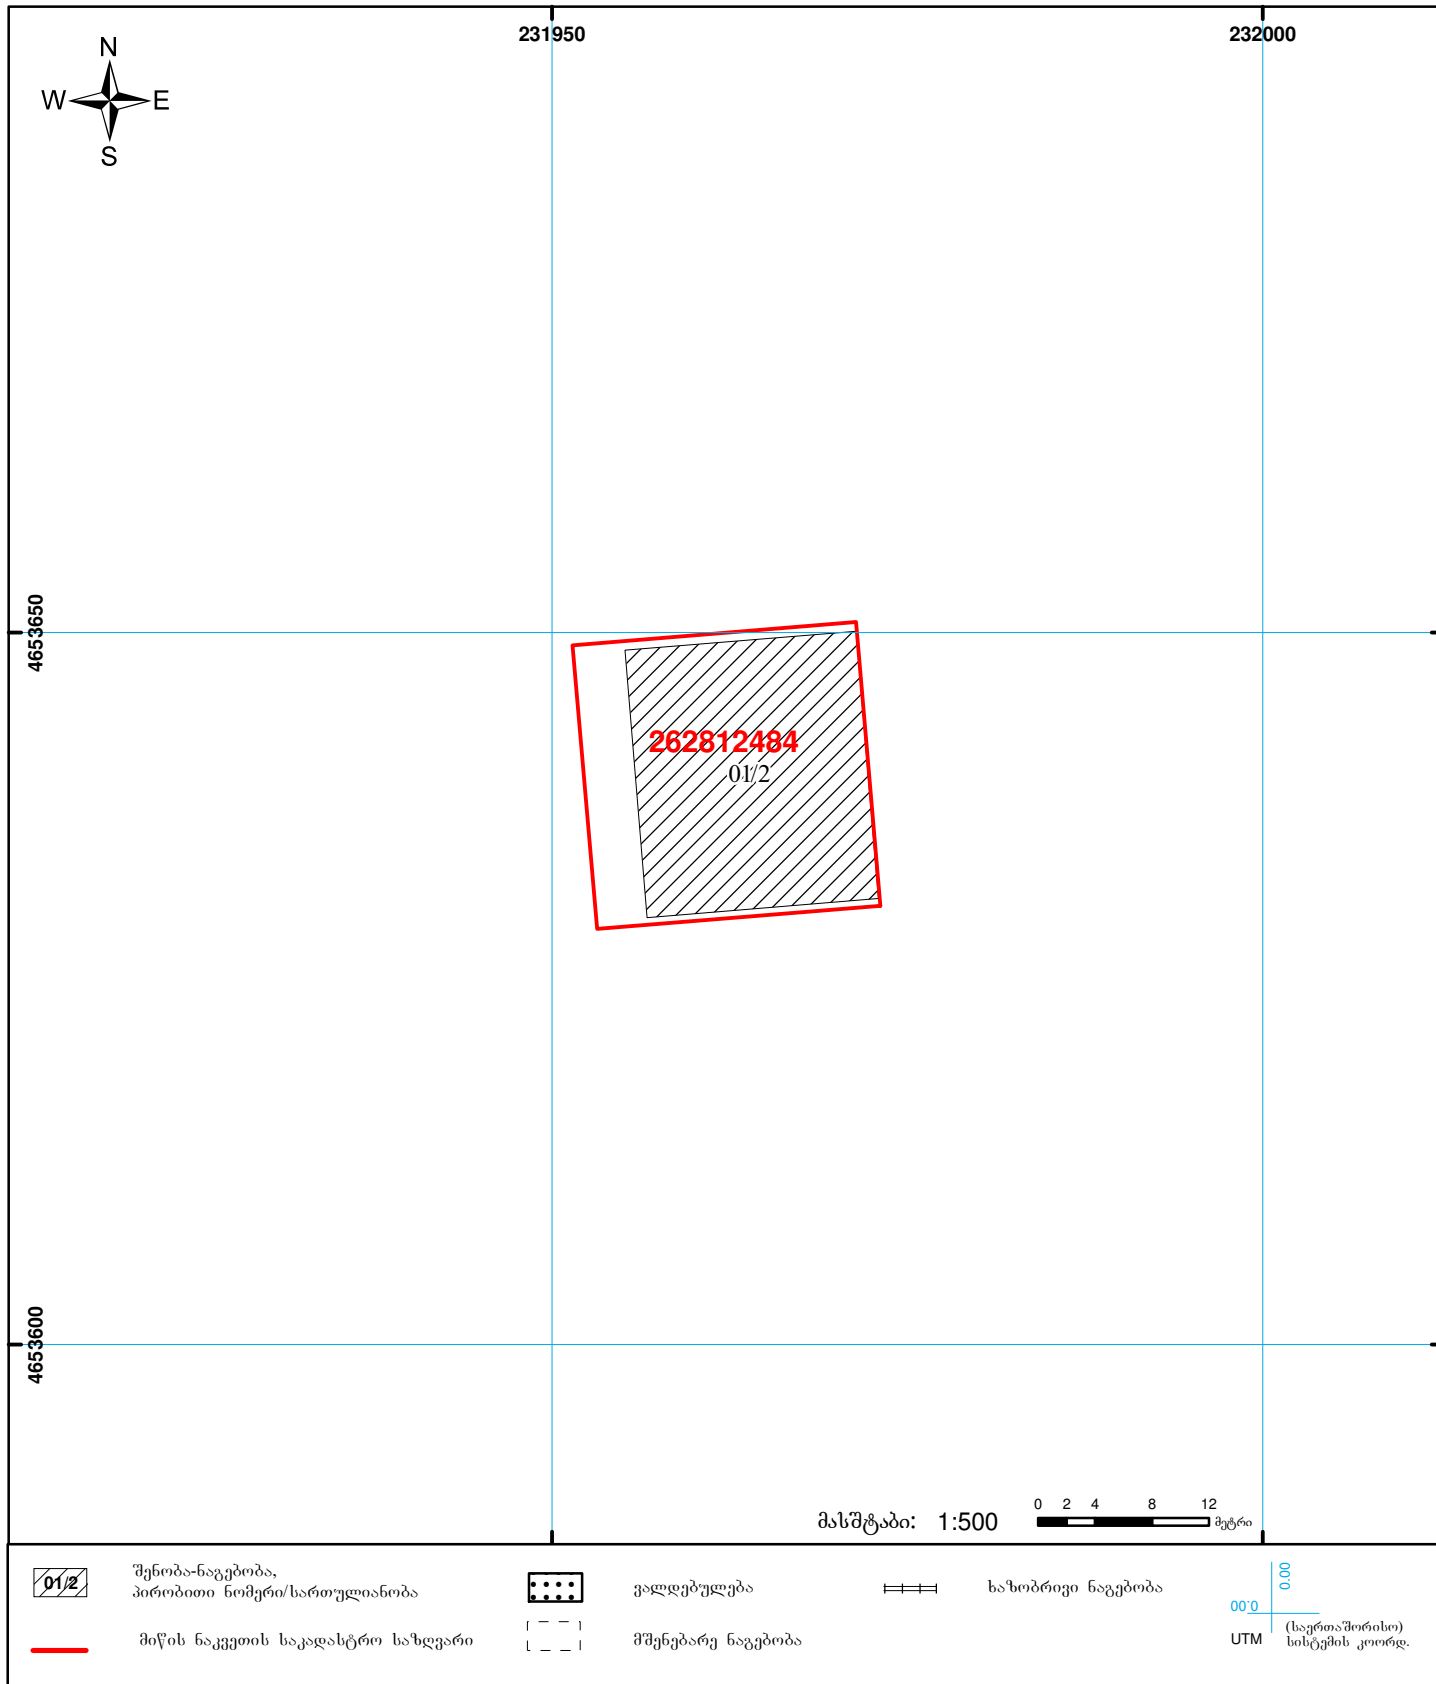 231950 232000
N
W E
S
4653650
262812484
01/2
4653600
მასშტაბი: 1:500
0 2 4 8 12
მეტრი
01/2
შენობა-ნაგებობა,
პირობითი ნომერი/სართულიანობა
ვალდებულება
ხაზობრივი ნაგებობა
მიწის ნაკვეთის საკადასტრო საზღვარი
მშენებარე ნაგებობა
0.00
0.00
UTM
(საერთაშორისო)
სისტემის კოორდ.